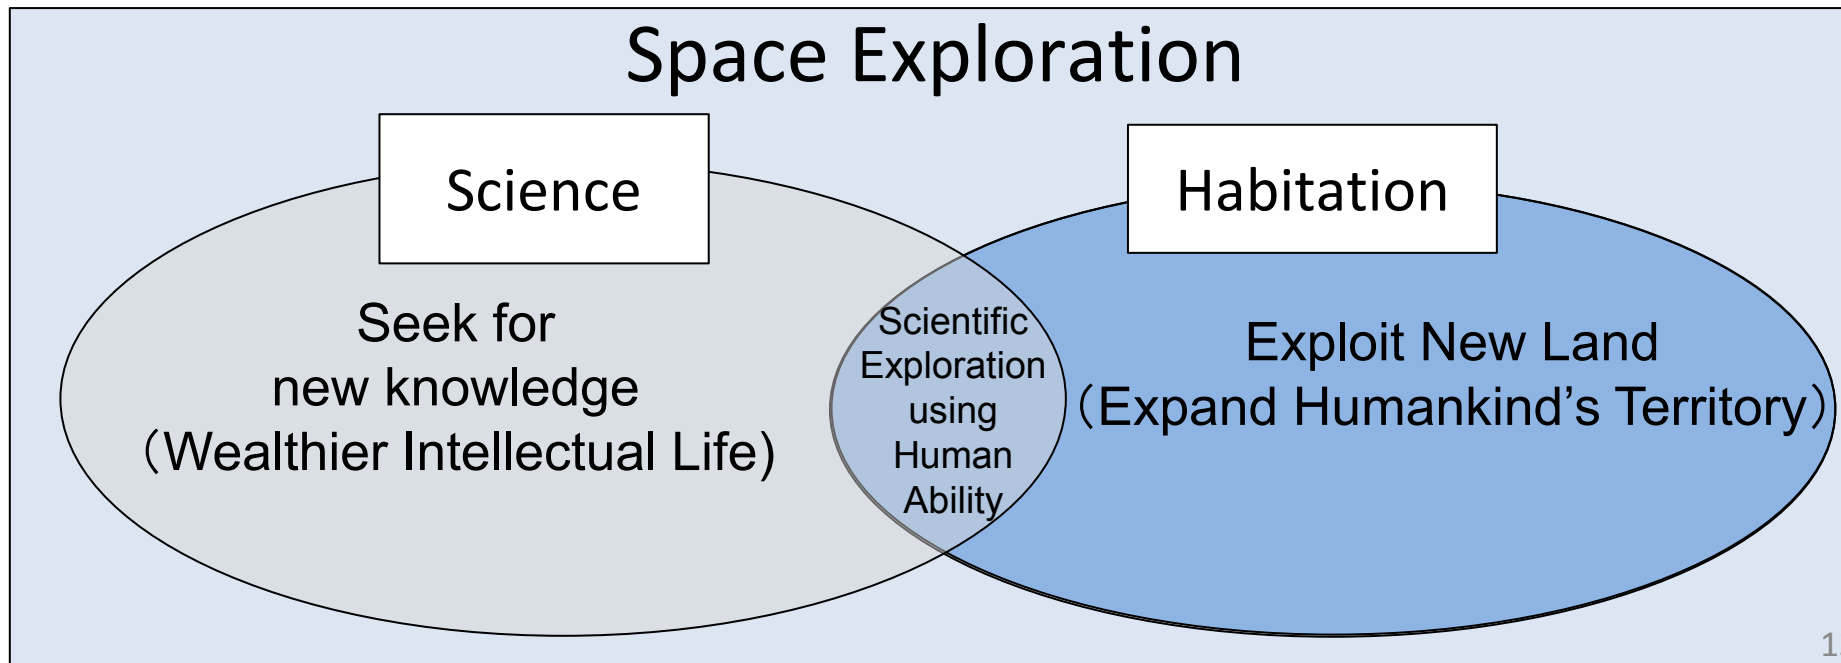 Space Exploration
Science
Seek for
new knowledge
（Wealthier Intellectual Life)
Scientific
Exploration
using
Human
Ability
Habitation
Exploit New Land
（Expand Humankind's Territory）